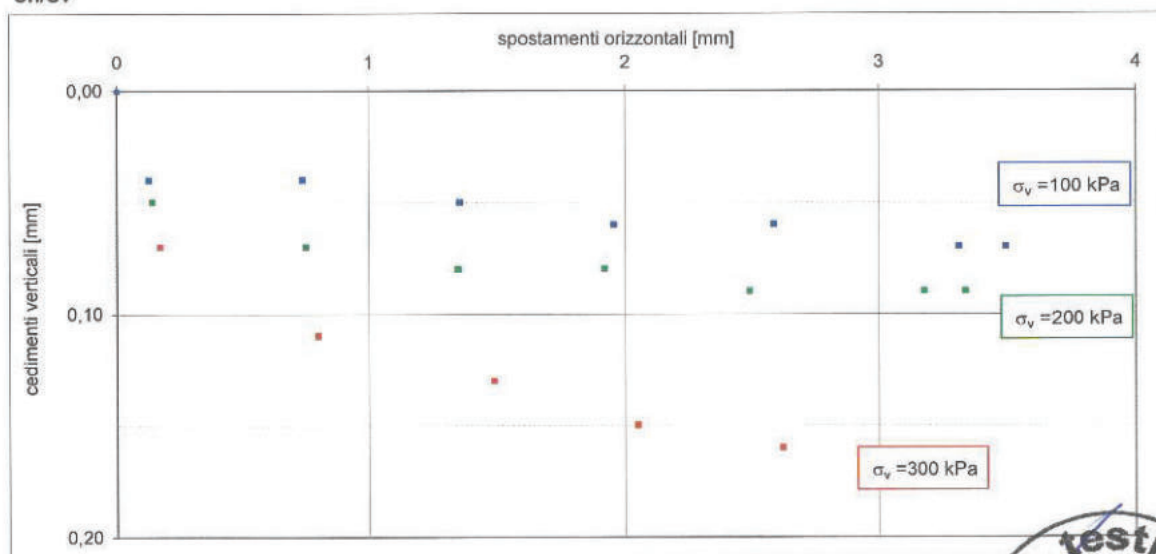 spostamenti orizzontali [mm]
0 1 2 3 4
0,00
0,10
0,20
cedimenti verticali [mm]
σv =100 kPa
σv =200 kPa
σv =300 kPa